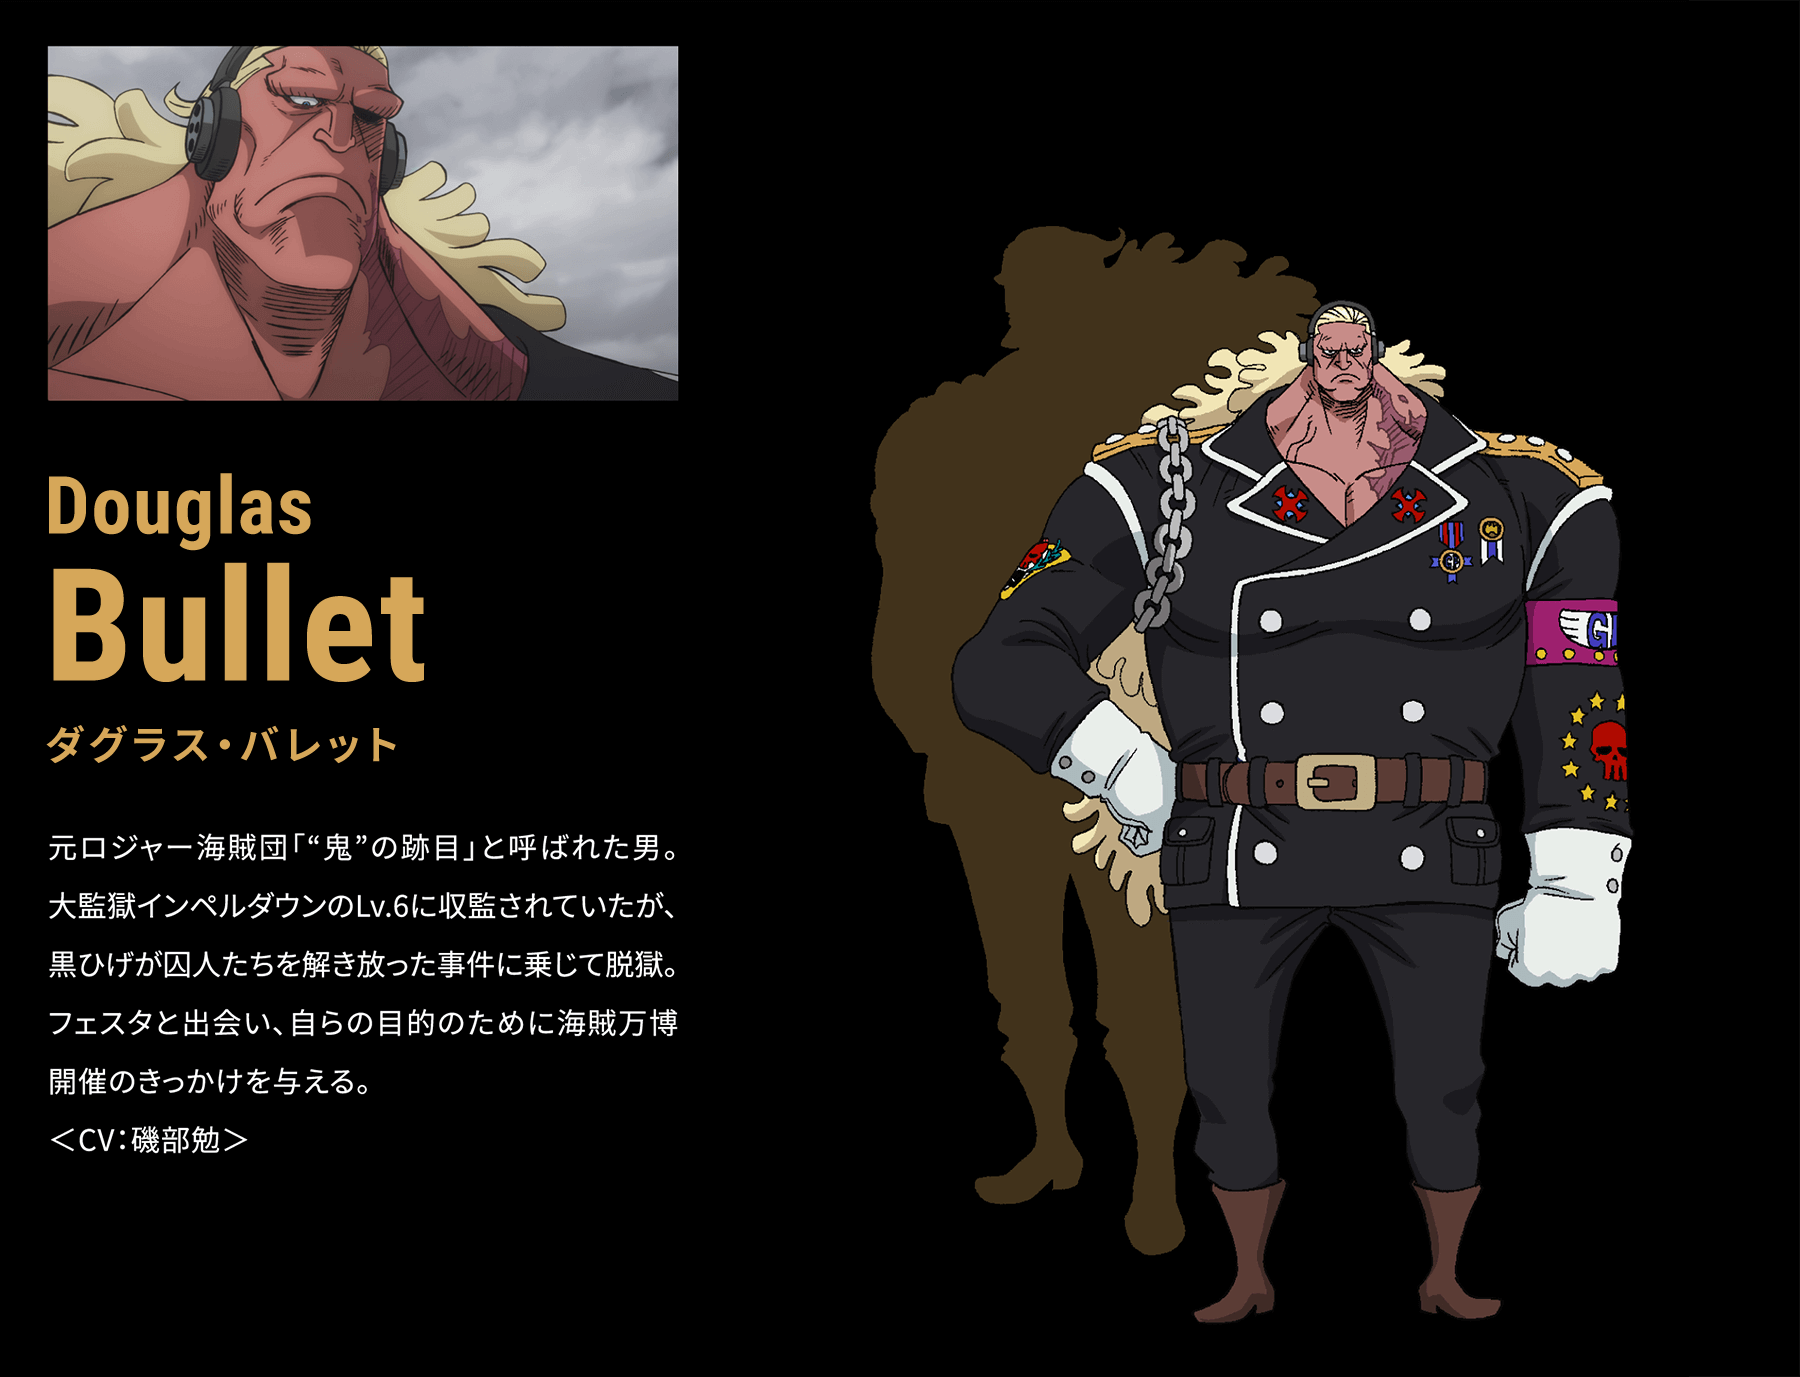 Douglas
Bullet
ダグラス・バレット
元ロジャー海賊団「“鬼”の跡目」と呼ばれた男。
大監獄インペルダウンのLv.6に収監されていたが、
黒ひげが囚人たちを解き放った事件に乗じて脱獄。
フェスタと出会い、自らの目的のために海賊万博
開催のきっかけを与える。
＜CV：磯部勉＞